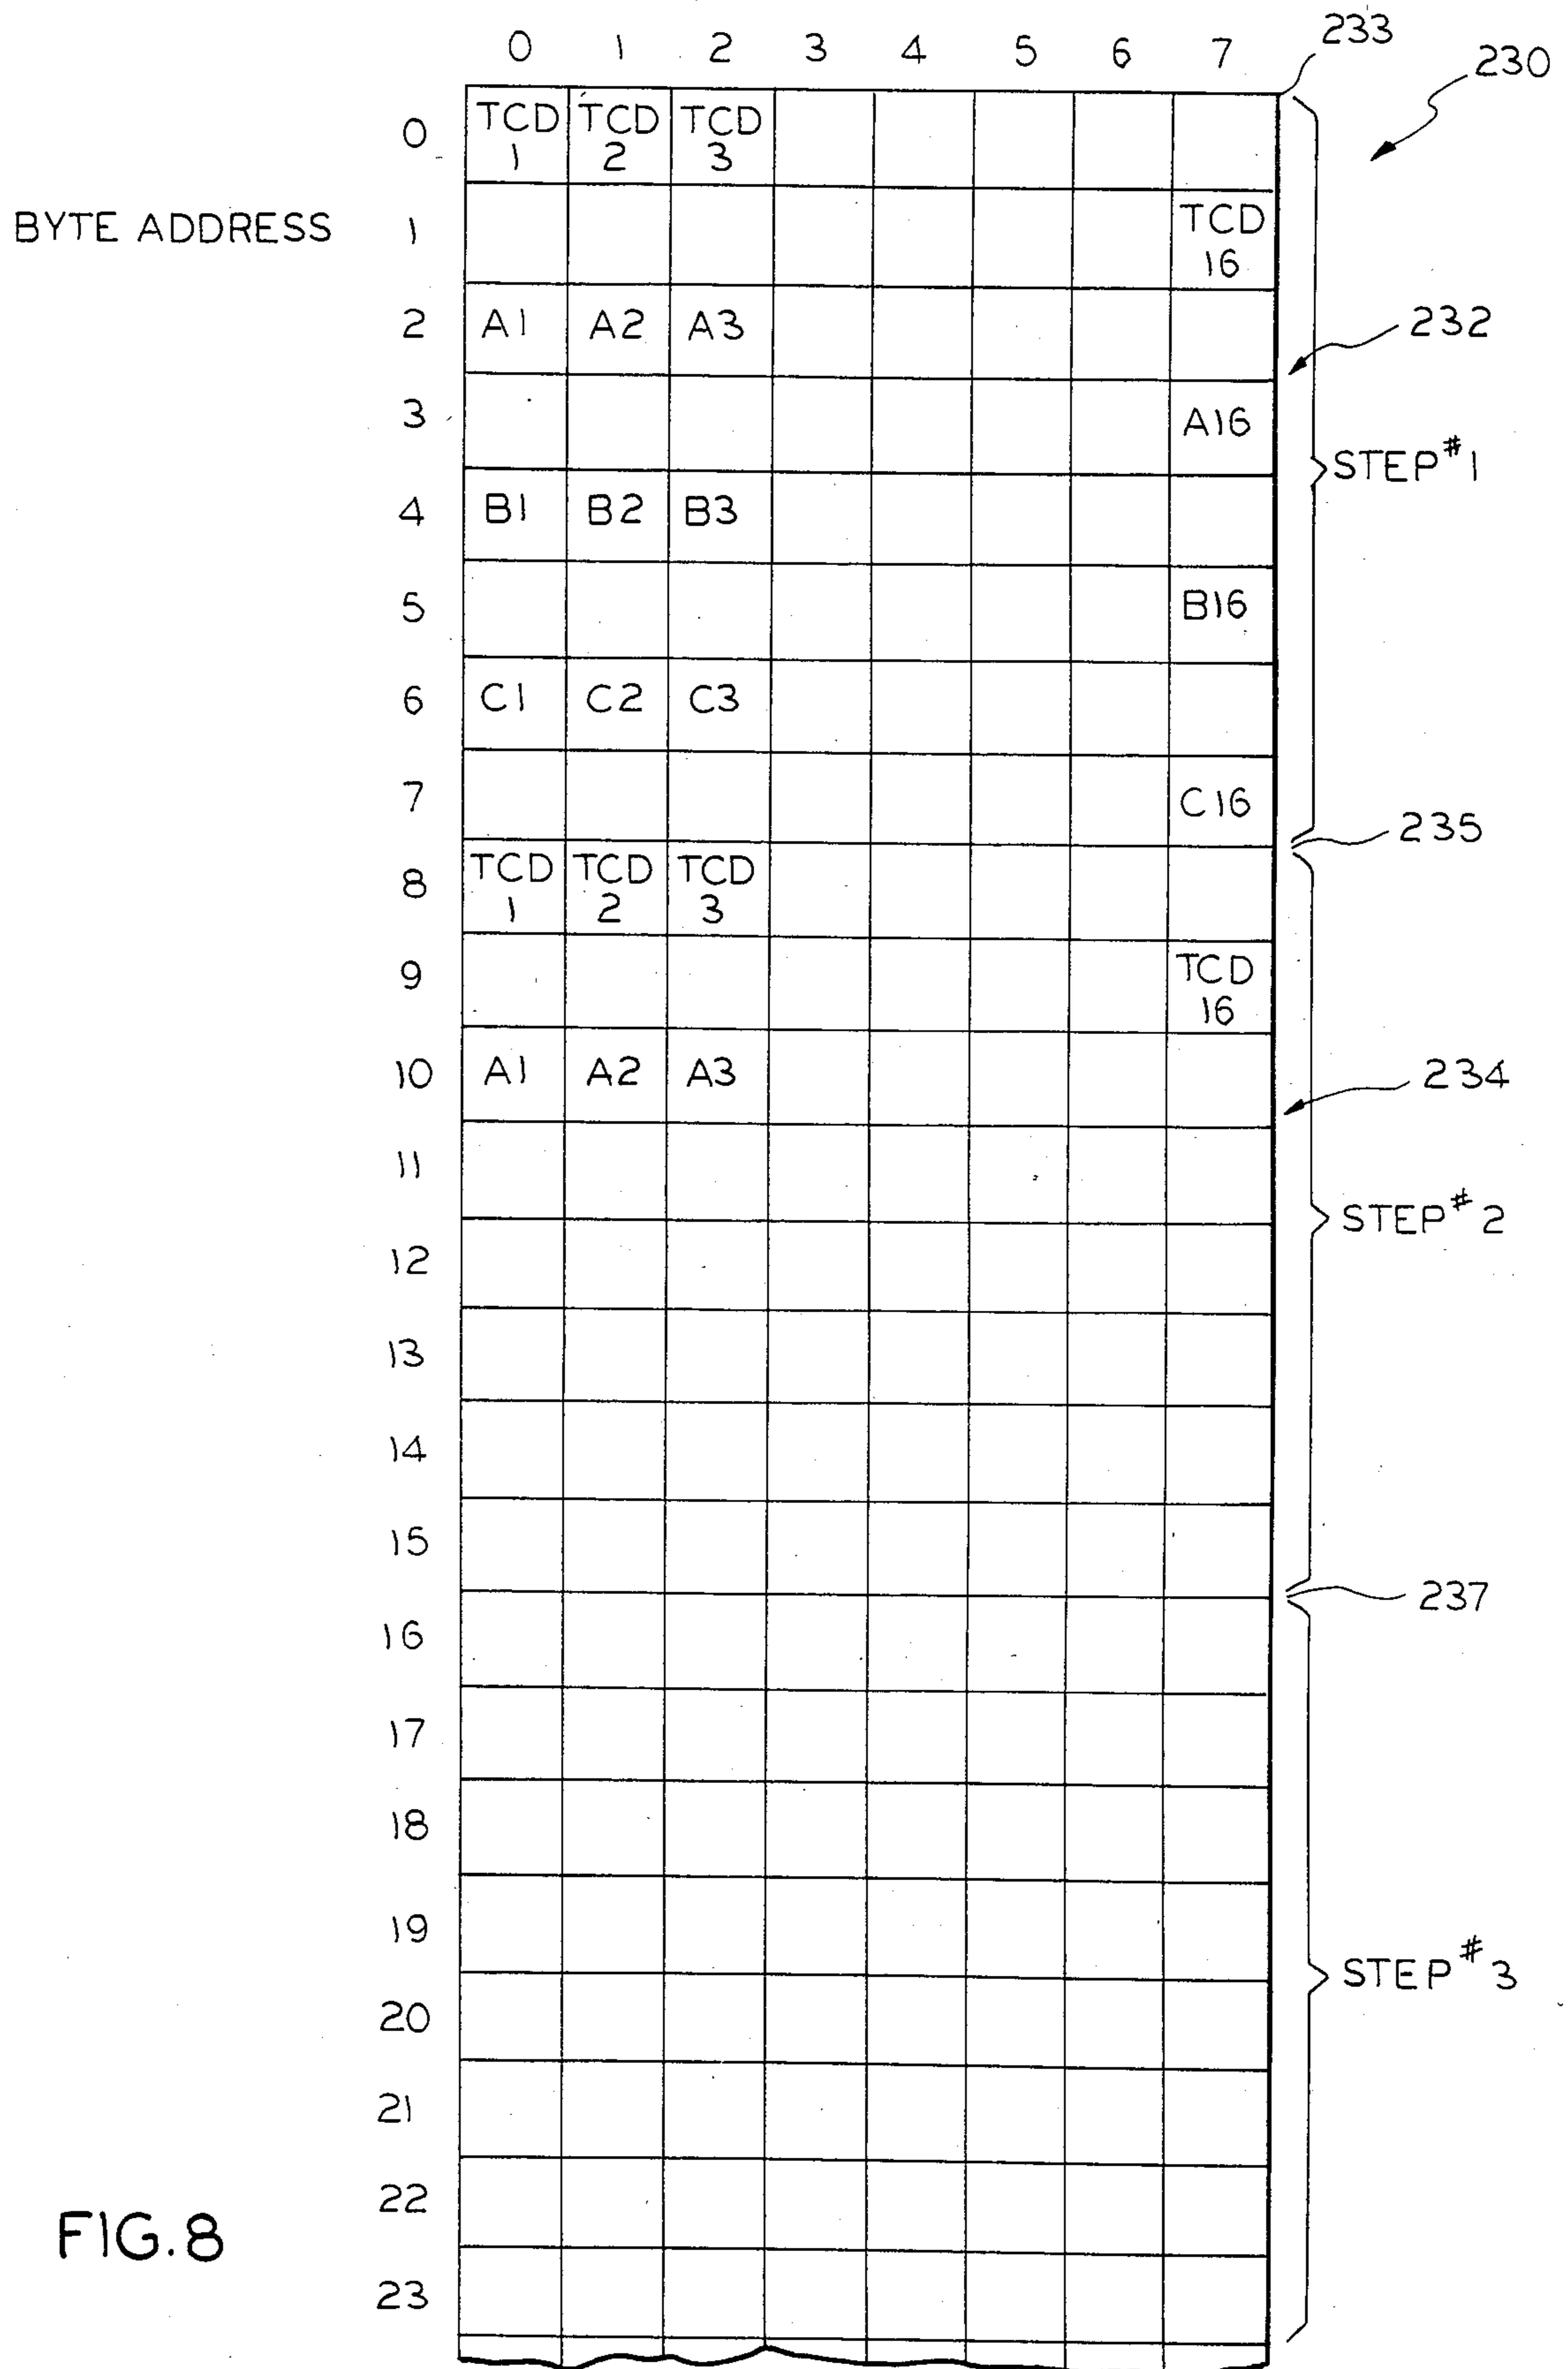 0 1 2 3 4 5 6 7 233
230
0 TCD 1 TCD 2 TCD 3
BYTE ADDRESS 1 TCD 16
2 A1 A2 A3 232
3 A16
STEP #1
4 B1 B2 B3
5 B16
6 C1 C2 C3
7 C16
235
8 TCD 1 TCD 2 TCD 3
9 TCD 16
10 A1 A2 A3 234
11
STEP #2
12
13
14
15
237
16
17
18
19
STEP #3
20
21
22
FIG.8
23